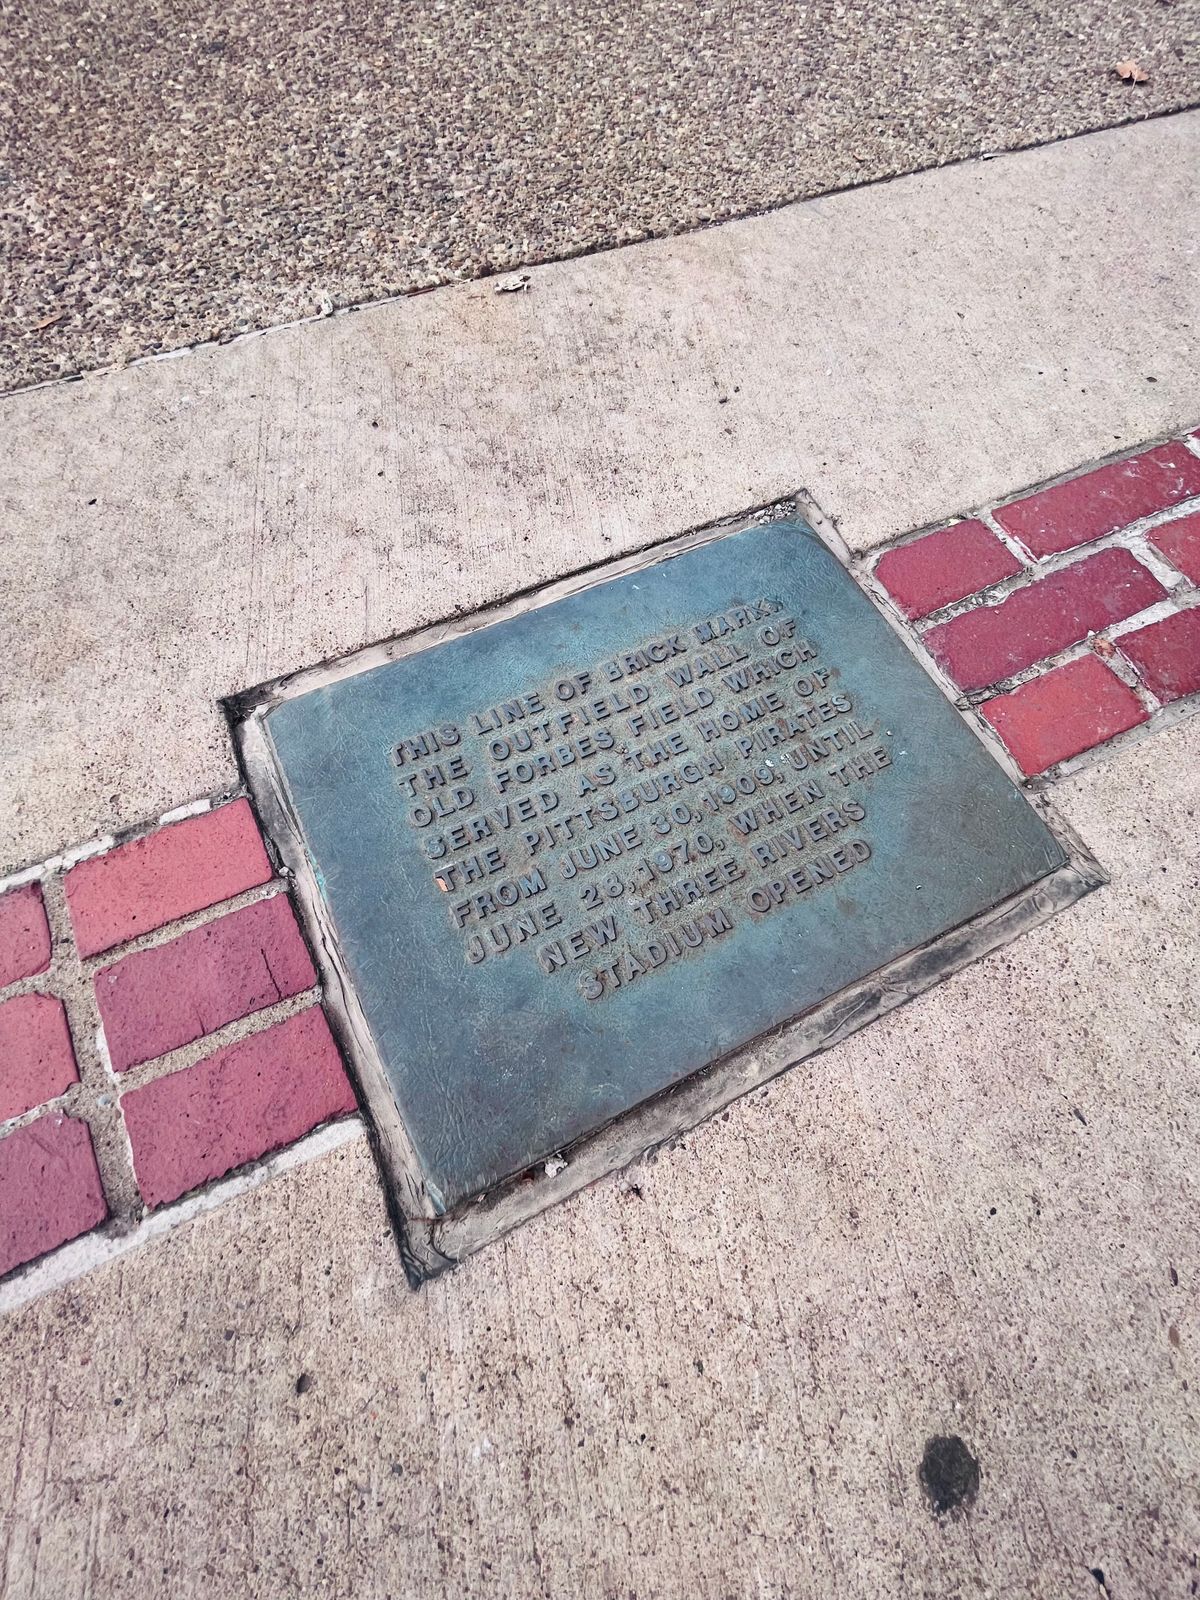 THIS LINE OF BRICK MARKS
THE OUTFIELD WALL OF
OLD FORBES FIELD WHICH
SERVED AS THE HOME OF
THE PITTSBURGH PIRATES
FROM JUNE 30, 1909, UNTIL
JUNE 28, 1970, WHEN THE
NEW THREE RIVERS
STADIUM OPENED